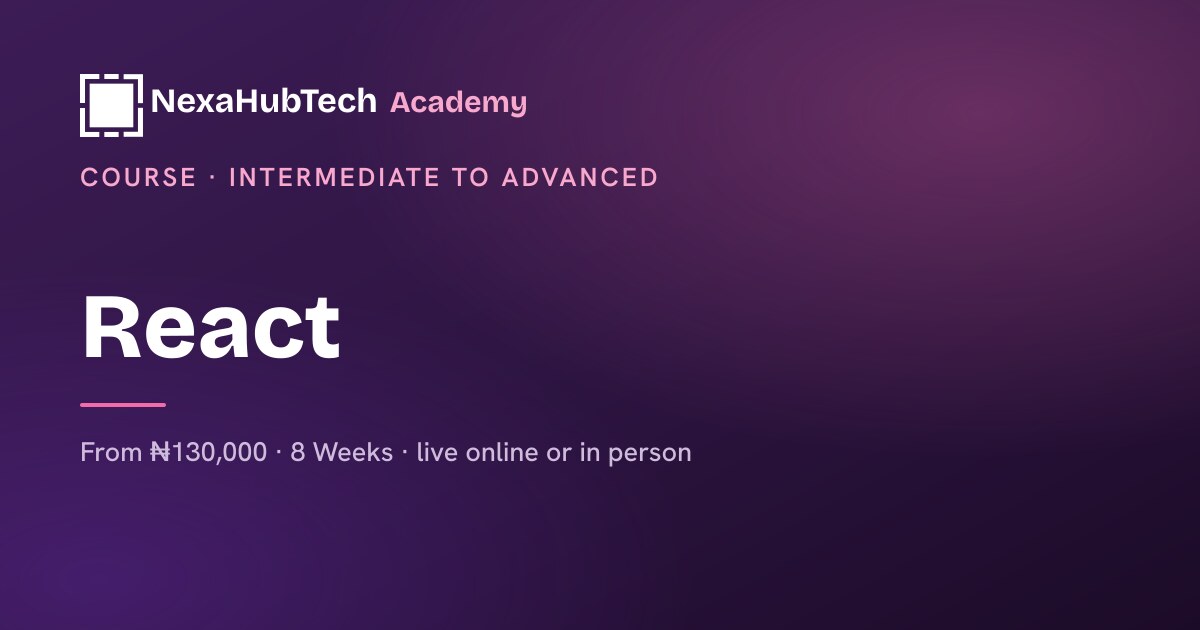 NexaHubTech Academy
COURSE · INTERMEDIATE TO ADVANCED
React
From ₦130,000 · 8 Weeks · live online or in person